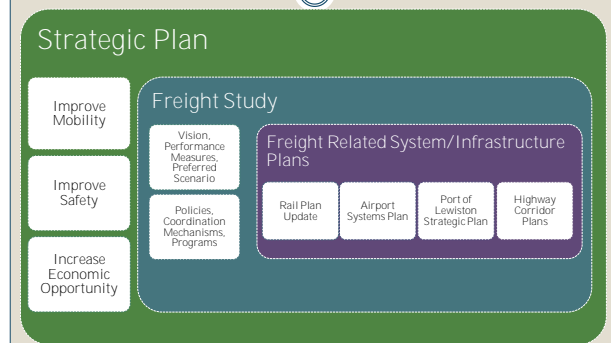 Strategic Plan
Improve
Mobility
Improve
Safety
Increase
Economic
Opportunity
Freight Study
Vision,
Performance
Measures,
Preferred
Scenario
Policies,
Coordination
Mechanisms,
Programs
Freight Related System/Infrastructure
Plans
Rail Plan
Update
Airport
Systems Plan
Port of
Lewiston
Strategic Plan
Highway
Corridor
Plans